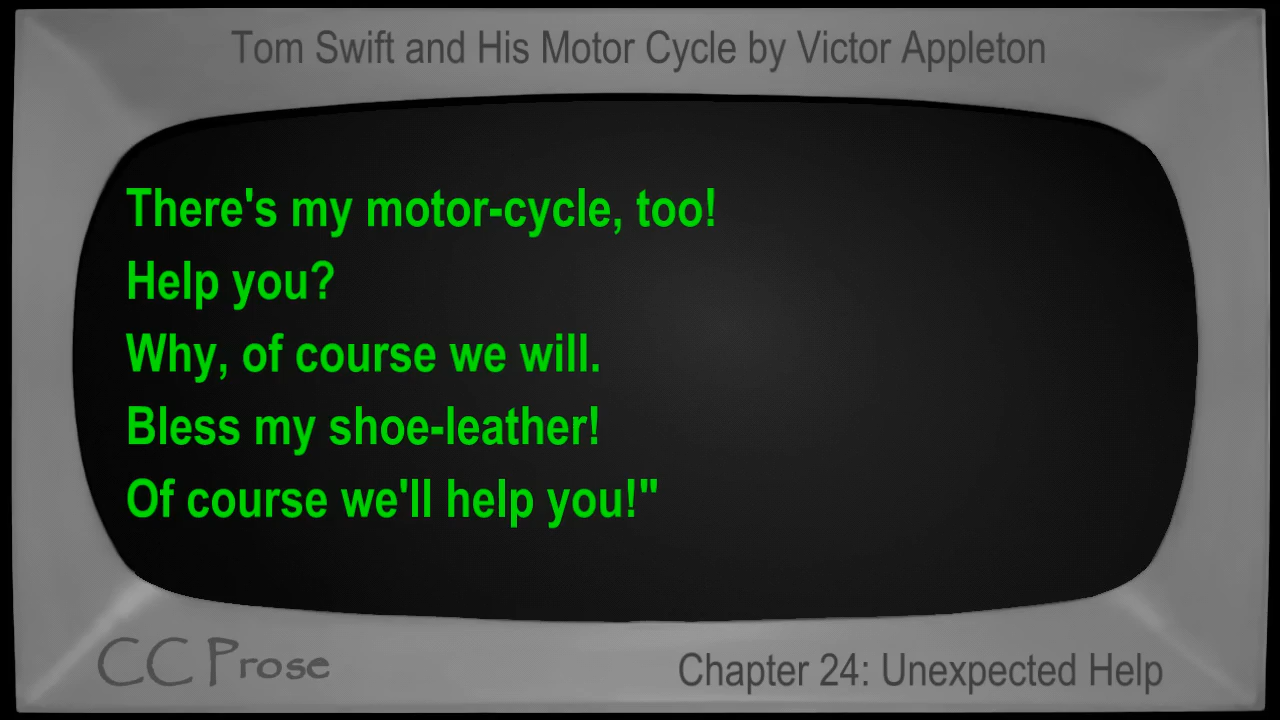 Tom Swift and His Motor Cycle by Victor Appleton
There's my motor-cycle, too!
Help you?
Why, of course we will.
Bless my shoe-leather!
Of course we'll help you!"
CC Prose
Chapter 24: Unexpected Help